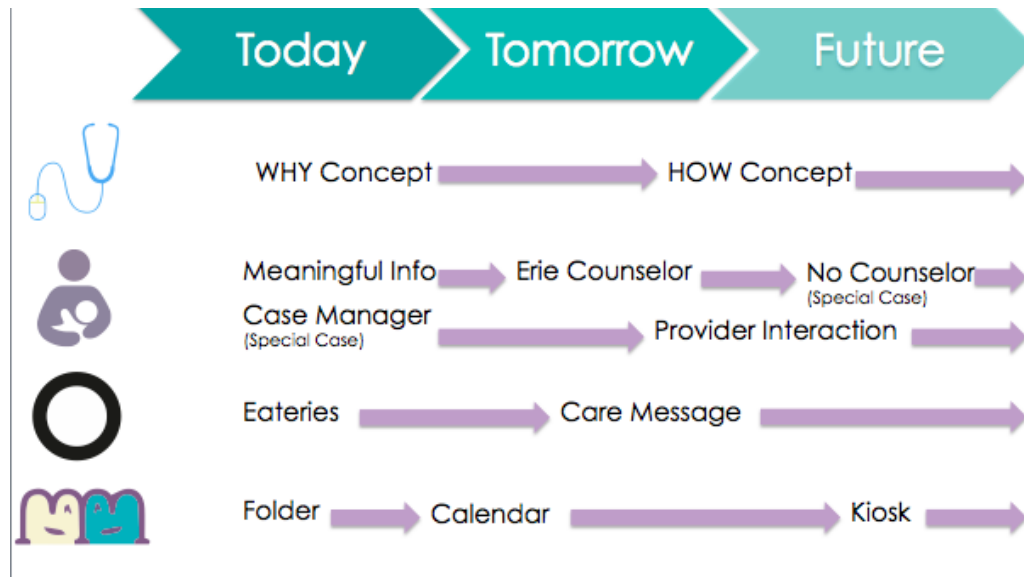 Today Tomorrow Future
WHY Concept HOW Concept
Meaningful Info Erie Counselor No Counselor
(Special Case)
Case Manager Provider Interaction
(Special Case)
Eateries Care Message
Folder Calendar Kiosk